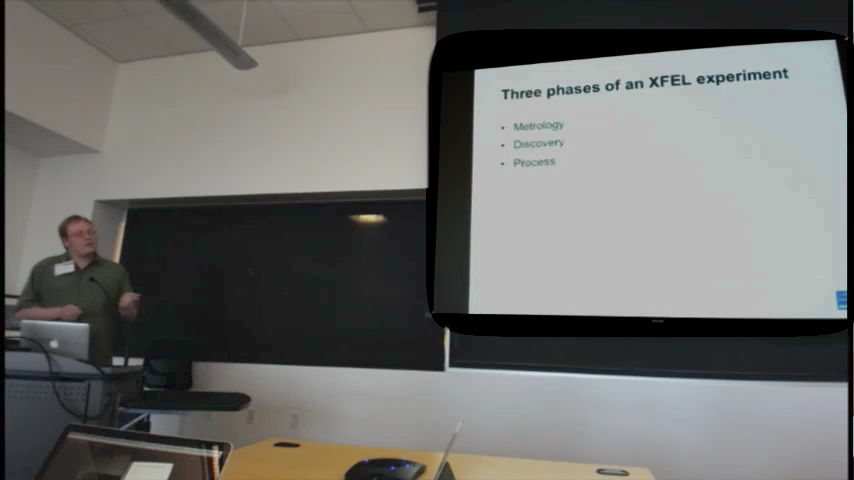 Three phases of an XFEL experiment
• Metrology
• Discovery
• Process